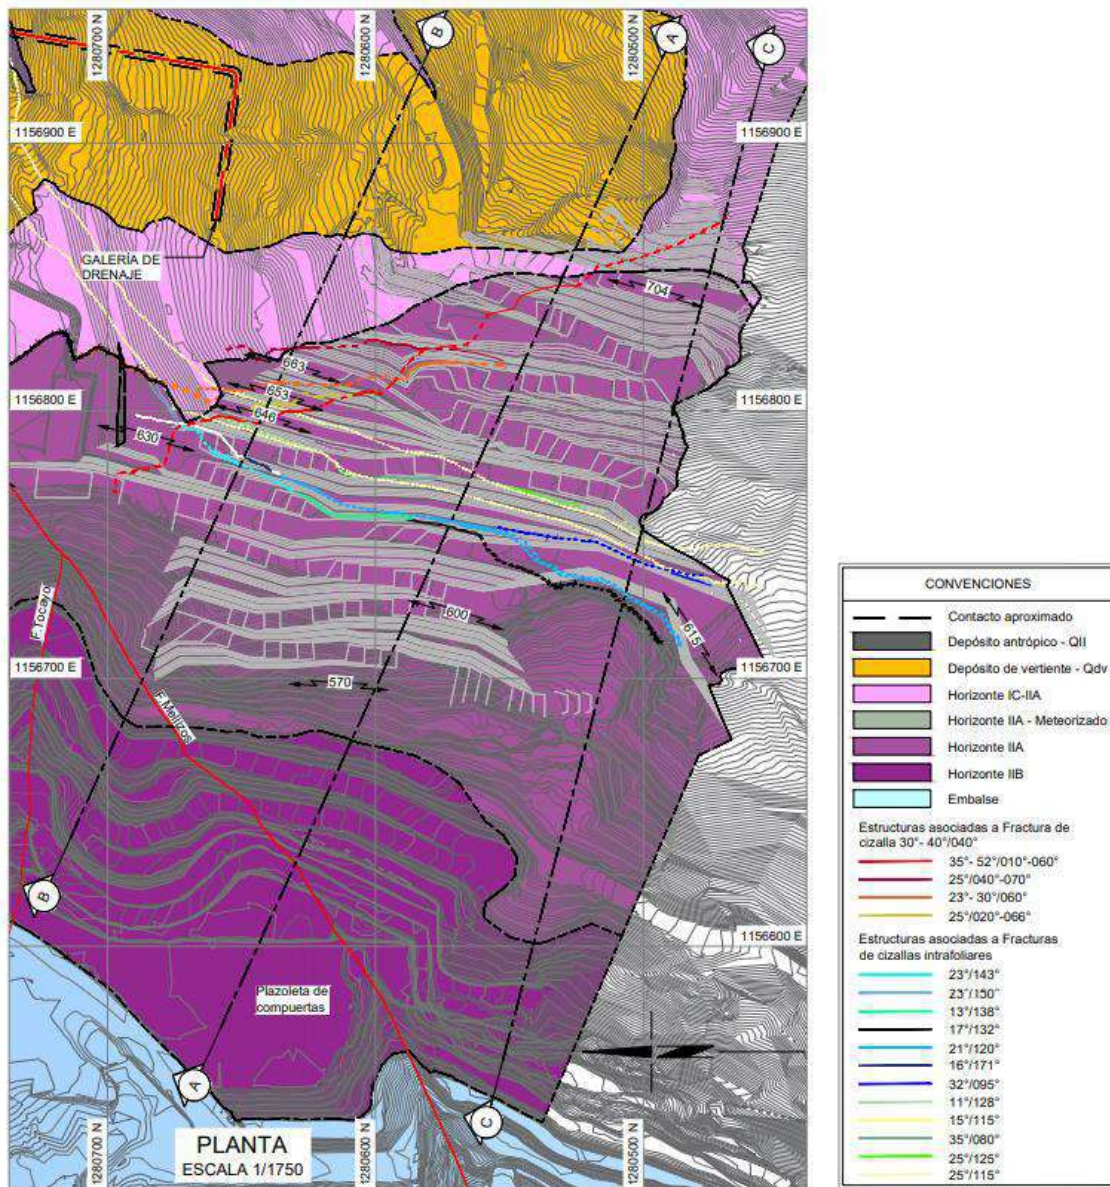 1280700 N
1280600 N
1280500 N
B
A
C
1156900 E
1156900 E
GALERÍA DE
DRENAJE
704
663
653
646
630
1156800 E
1156800 E
F.Tocayo
600
615
1156700 E
1156700 E
570
F.Mellizos
B
1156600 E
Plazoleta de
compuertas
A
C
PLANTA
ESCALA 1/1750
1280700 N
1280600 N
1280500 N
CONVENCIONES
Contacto aproximado
Depósito antrópico - QII
Depósito de vertiente - Qdv
Horizonte IC-IIA
Horizonte IIA - Meteorizado
Horizonte IIA
Horizonte IIB
Embalse
Estructuras asociadas a Fractura de
cizalla 30°- 40°/040°
35°- 52°/010°-060°
25°/040°-070°
23°- 30°/060°
25°/020°-066°
Estructuras asociadas a Fracturas
de cizallas intrafoliares
23°/143°
23°/150°
13°/138°
17°/132°
21°/120°
16°/171°
32°/095°
11°/128°
15°/115°
35°/080°
25°/125°
25°/115°